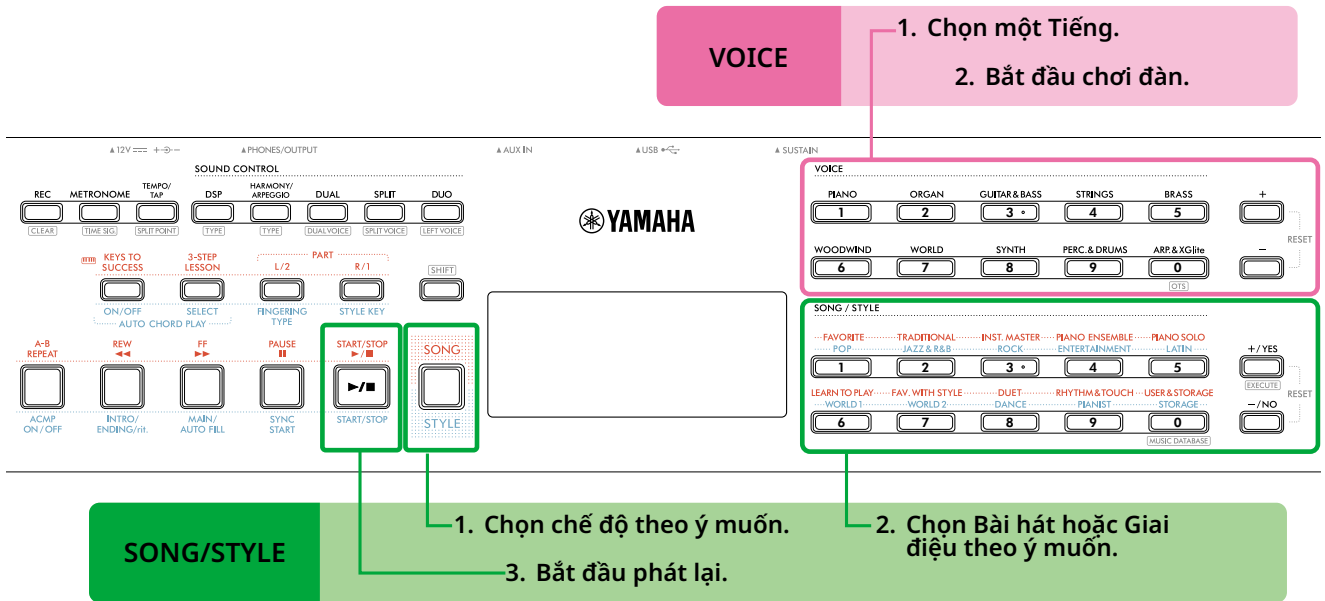 VOICE
1. Chọn một Tiếng.
2. Bắt đầu chơi đàn.
▲12V
▲PHONES/OUTPUT
▲AUX IN
▲USB
▲SUSTAIN
SOUND CONTROL
REC METRONOME TEMPO/TAP DSP HARMONY/ARPEGGIO DUAL SPLIT DUO
CLEAR TIME SIG. SPLIT POINT TYPE TYPE DUAL VOICE SPLIT VOICE LEFT VOICE
KEYS TO SUCCESS 3-STEP LESSON PART L/2 R/1 SHIFT
ON/OFF SELECT FINGERING TYPE STYLE KEY
AUTO CHORD PLAY
A-B REPEAT REW ◀◀ FF ▶▶ PAUSE ❚❚ START/STOP ▶/■ SONG
▶/■
ACMP ON/OFF INTRO/ENDING/rit. MAIN/AUTO FILL SYNC START START/STOP STYLE
YAMAHA
VOICE
PIANO ORGAN GUITAR & BASS STRINGS BRASS +
1 2 3 4 5
WOODWIND WORLD SYNTH PERC. & DRUMS ARP. & XGlite −
6 7 8 9 0
OTS
RESET
SONG / STYLE
FAVORITE TRADITIONAL INST. MASTER PIANO ENSEMBLE PIANO SOLO
POP JAZZ & R&B ROCK ENTERTAINMENT LATIN +/YES
1 2 3 4 5
EXECUTE
LEARN TO PLAY FAV. WITH STYLE DUET RHYTHM & TOUCH USER & STORAGE
WORLD 1 WORLD 2 DANCE PIANIST STORAGE −/NO
6 7 8 9 0
MUSIC DATABASE
RESET
SONG/STYLE
1. Chọn chế độ theo ý muốn.
2. Chọn Bài hát hoặc Giai
điệu theo ý muốn.
3. Bắt đầu phát lại.